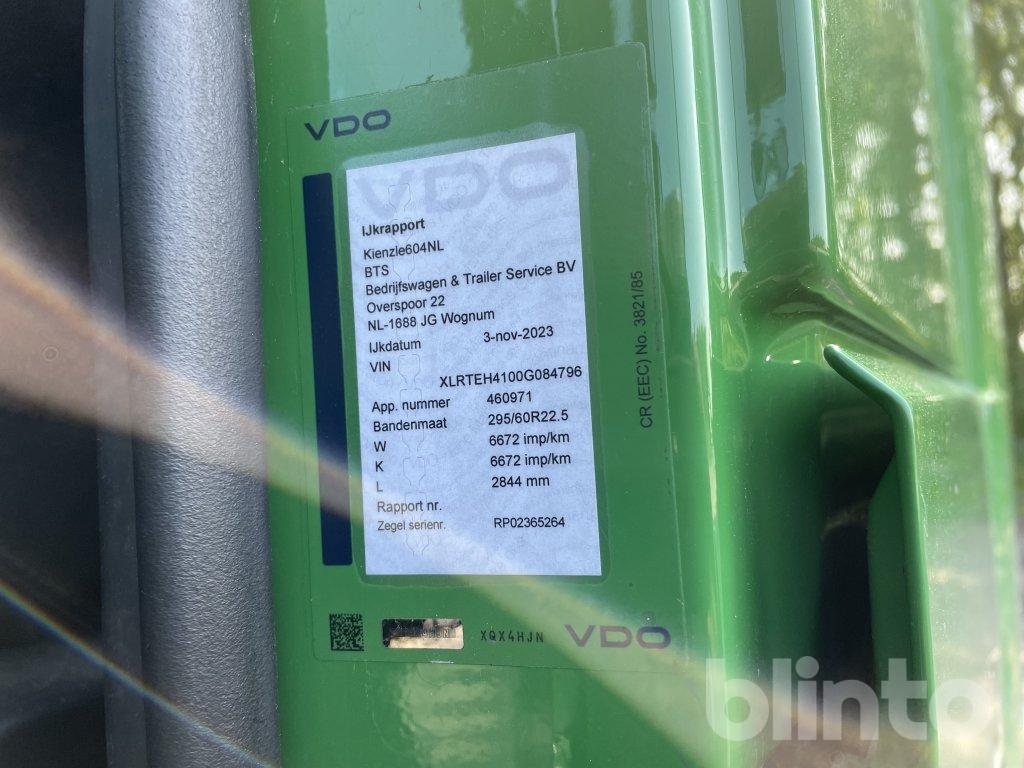 VDO
VDO
IJkrapport
Kienzle604NL
BTS
Bedrijfswagen & Trailer Service BV
Overspoor 22
NL-1688 JG Wognum
IJkdatum 3-nov-2023
VIN
XLRTEH4100G084796
App. nummer 460971
Bandenmaat 295/60R22.5
W 6672 imp/km
K 6672 imp/km
L 2844 mm
Rapport nr.
Zegel serienr. RP02365264
CR (EEC) No. 3821/85
XQX4HJN VDO
blinto